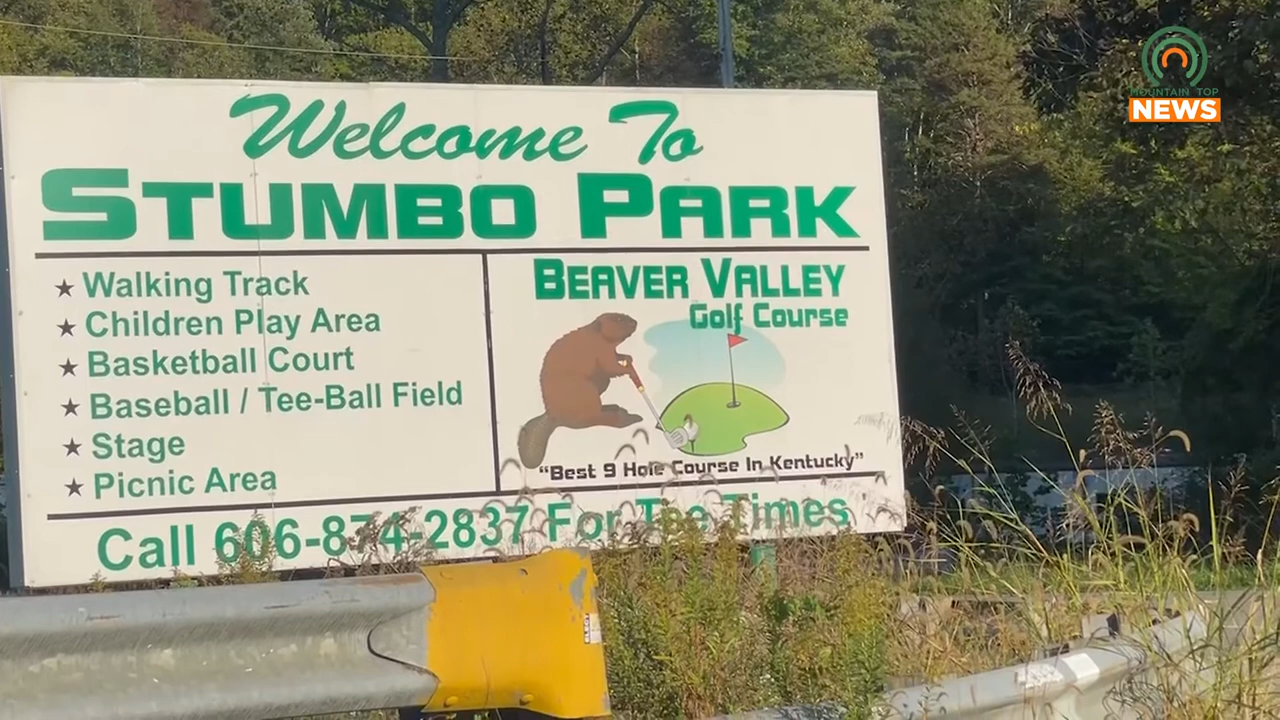 MOUNTAIN TOP
NEWS
Welcome To
STUMBO PARK
★ Walking Track
★ Children Play Area
★ Basketball Court
★ Baseball / Tee-Ball Field
★ Stage
★ Picnic Area
BEAVER VALLEY
Golf Course
"Best 9 Hole Course In Kentucky"
Call 606-874-2837 For Tee Times